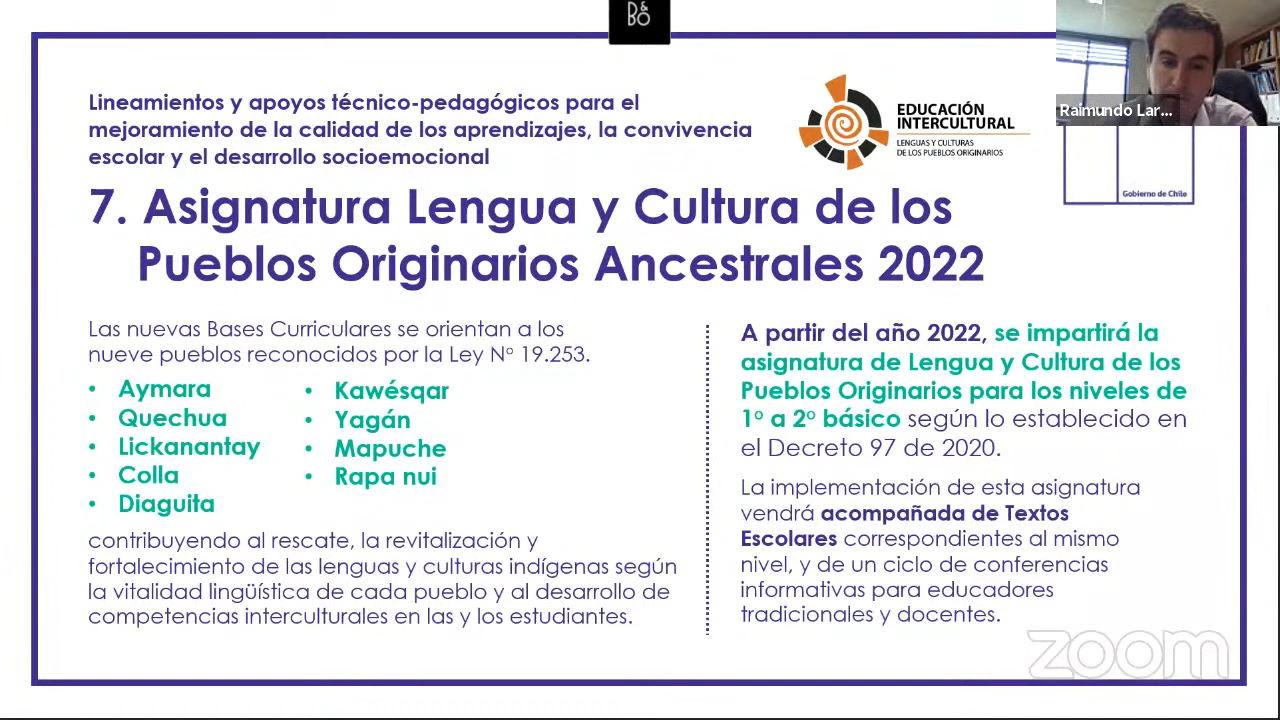 B&O
Raimundo Lar...
Lineamientos y apoyos técnico-pedagógicos para el
mejoramiento de la calidad de los aprendizajes, la convivencia
escolar y el desarrollo socioemocional
EDUCACIÓN
INTERCULTURAL
LENGUAS Y CULTURAS
DE LOS PUEBLOS ORIGINARIOS
Gobierno de Chile
7. Asignatura Lengua y Cultura de los
Pueblos Originarios Ancestrales 2022
Las nuevas Bases Curriculares se orientan a los
nueve pueblos reconocidos por la Ley Nº 19.253.
• Aymara
• Quechua
• Lickanantay
• Colla
• Diaguita
• Kawésqar
• Yagán
• Mapuche
• Rapa nui
contribuyendo al rescate, la revitalización y
fortalecimiento de las lenguas y culturas indígenas según
la vitalidad lingüística de cada pueblo y al desarrollo de
competencias interculturales en las y los estudiantes.
A partir del año 2022, se impartirá la
asignatura de Lengua y Cultura de los
Pueblos Originarios para los niveles de
1º a 2º básico según lo establecido en
el Decreto 97 de 2020.
La implementación de esta asignatura
vendrá acompañada de Textos
Escolares correspondientes al mismo
nivel, y de un ciclo de conferencias
informativas para educadores
tradicionales y docentes.
zoom